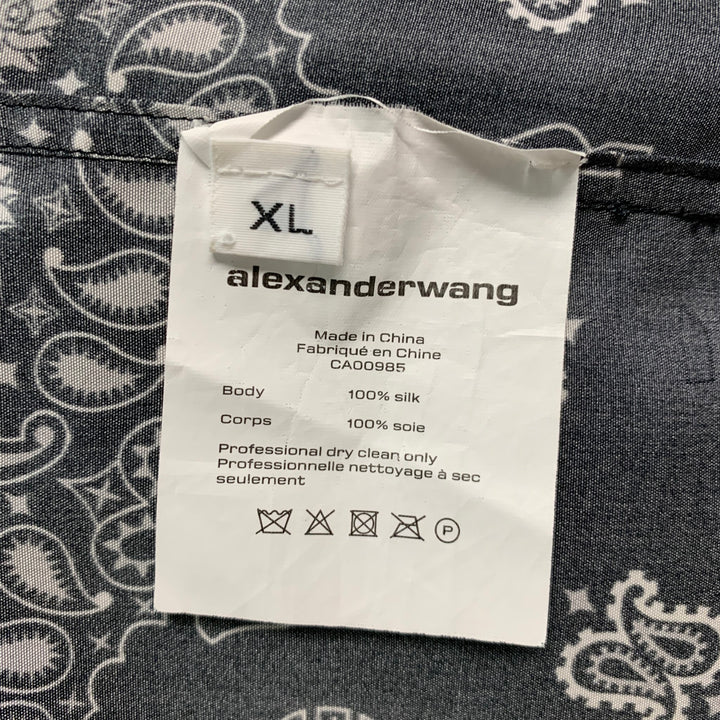 XL
alexanderwang
Made in China
Fabriqué en Chine
CA00985
Body 100% silk
Corps 100% soie
Professional dry clean only
Professionnelle nettoyage à sec
seulement
P